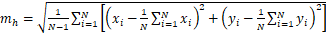 $m_h = \sqrt{\frac{1}{N-1}\sum_{i=1}^{N}\left[\left(x_i - \frac{1}{N}\sum_{i=1}^{N} x_i\right)^2 + \left(y_i - \frac{1}{N}\sum_{i=1}^{N} y_i\right)^2\right]}$